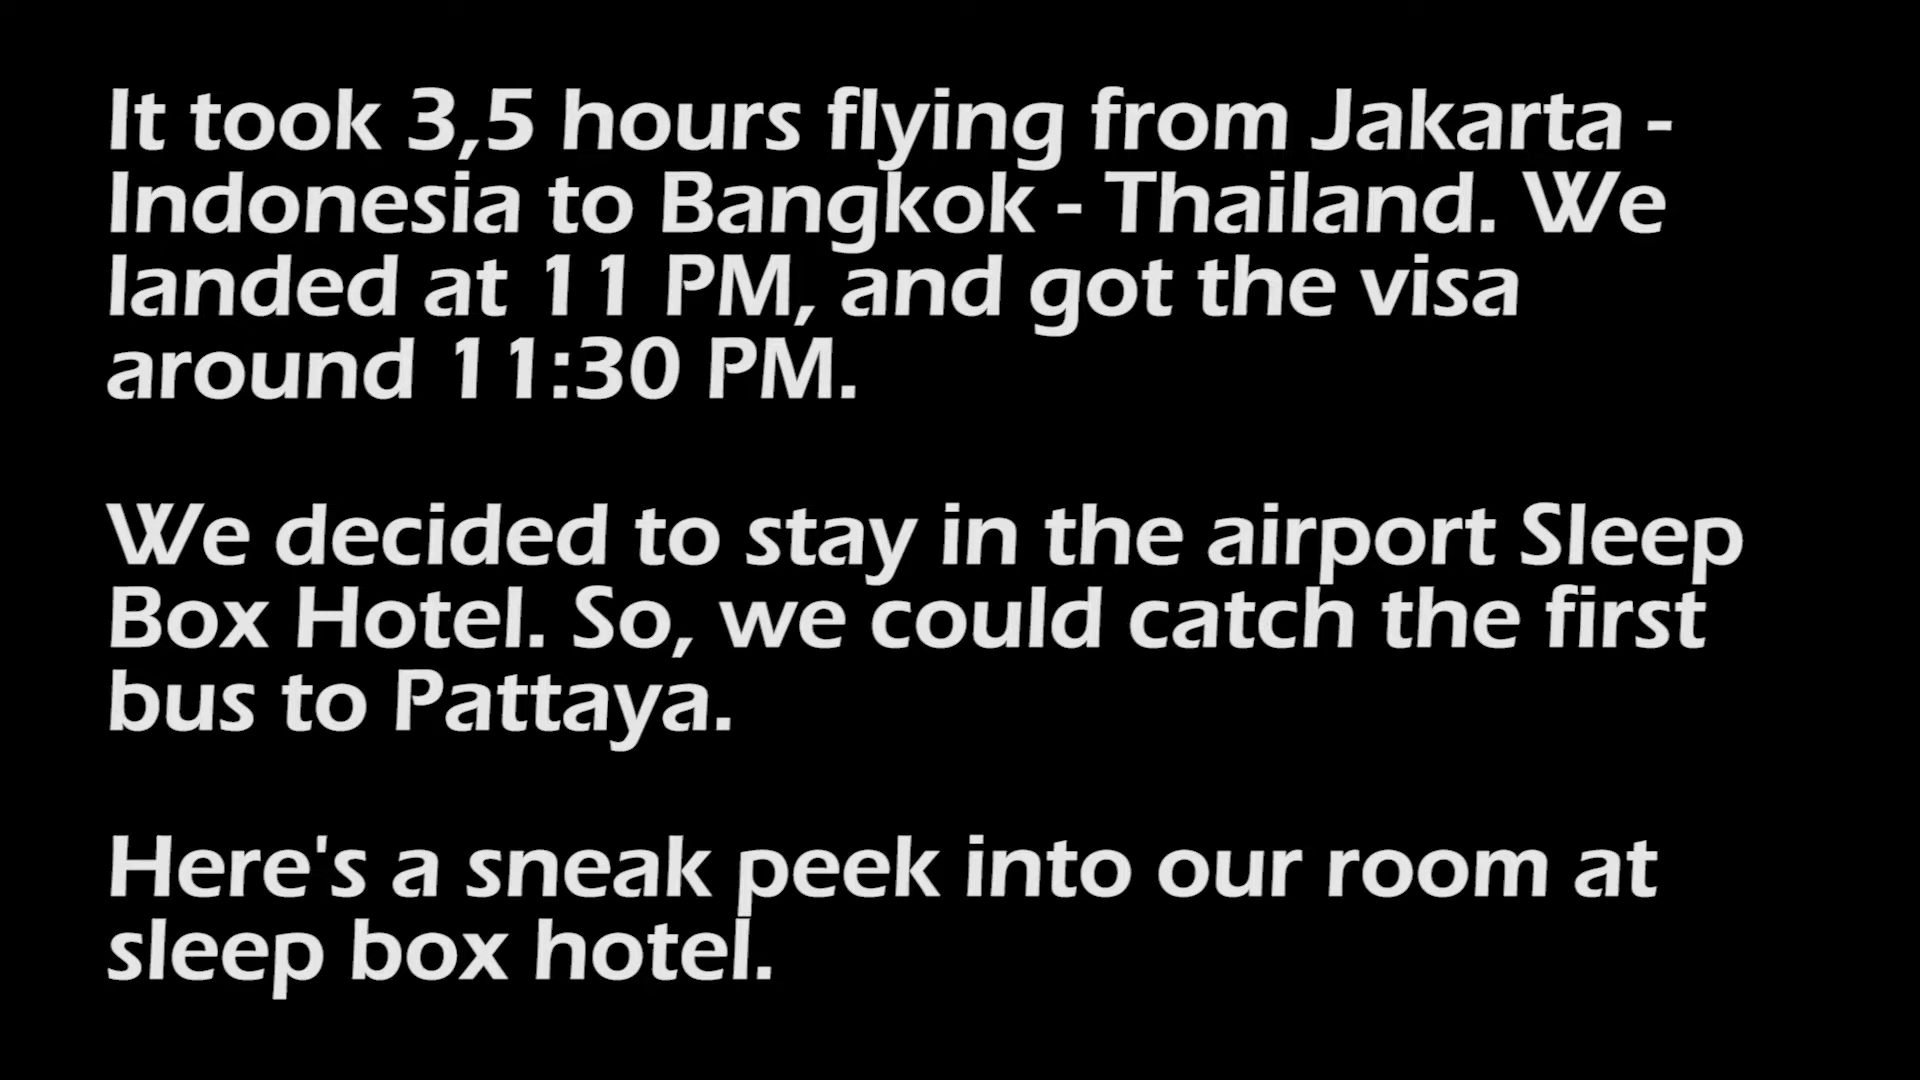 It took 3,5 hours flying from Jakarta -
Indonesia to Bangkok - Thailand. We
landed at 11 PM, and got the visa
around 11:30 PM.
We decided to stay in the airport Sleep
Box Hotel. So, we could catch the first
bus to Pattaya.
Here's a sneak peek into our room at
sleep box hotel.